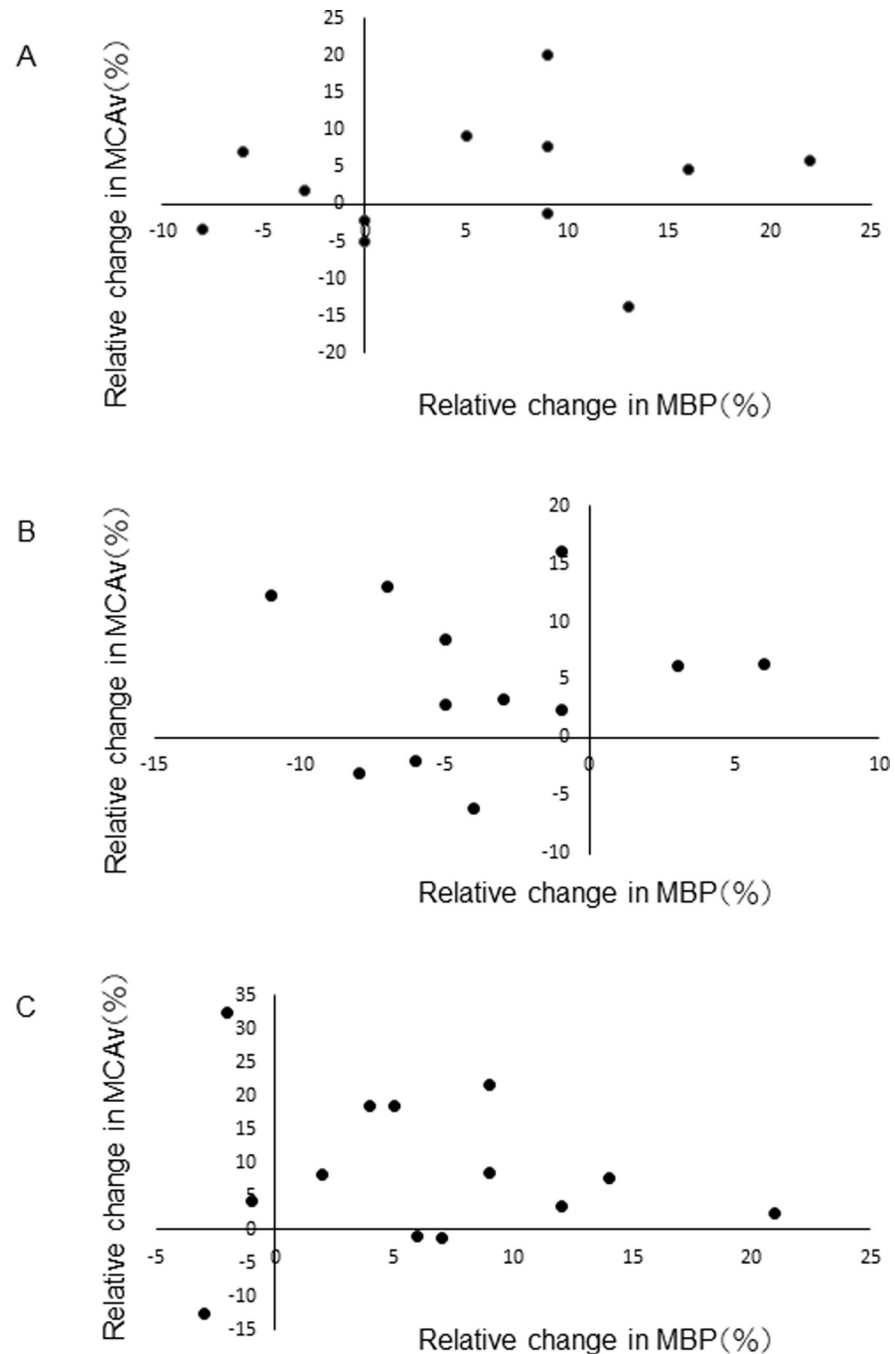 A
Relative change in MCAv(%)
25
20
15
10
5
0
-5
-10
-15
-20
-10 -5 0 5 10 15 20 25
Relative change in MBP(%)
B
Relative change in MCAv(%)
20
15
10
5
0
-5
-10
-15 -10 -5 0 5 10
Relative change in MBP(%)
C
Relative change in MCAv(%)
35
30
25
20
15
10
5
0
-5
-10
-15
-5 0 5 10 15 20 25
Relative change in MBP(%)